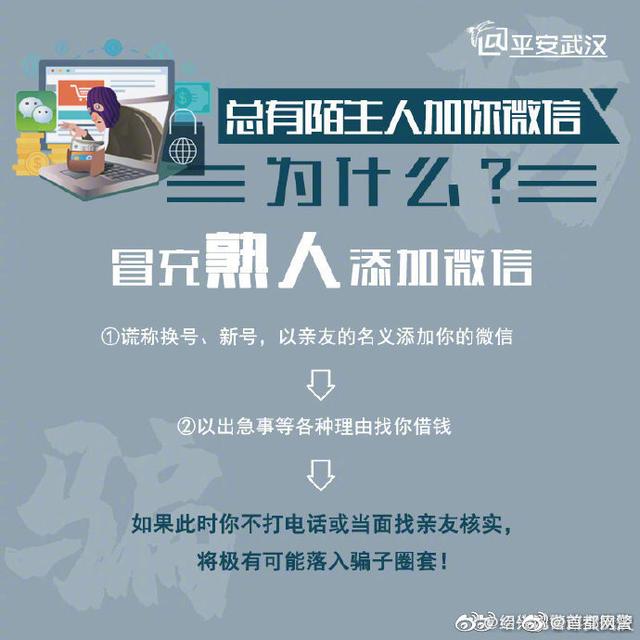 @平安武汉
总有陌生人加你微信
为什么?
冒充熟人添加微信
①谎称换号、新号，以亲友的名义添加你的微信
②以出急事等各种理由找你借钱
如果此时你不打电话或当面找亲友核实，
将极有可能落入骗子圈套!
骗
@首都网警